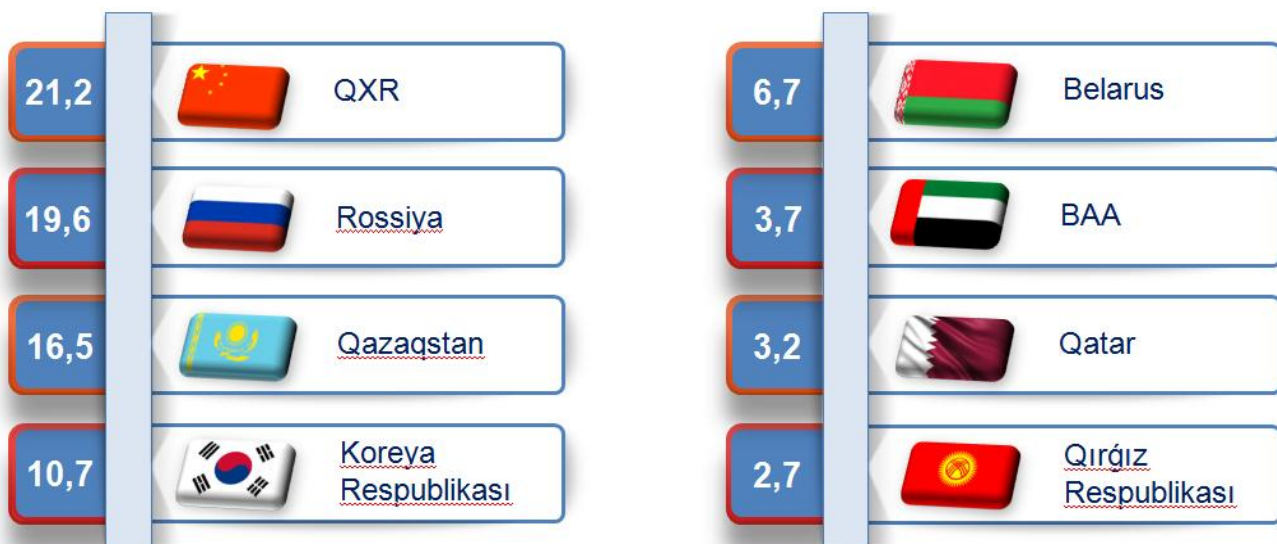 21,2 QXR
19,6 Rossiya
16,5 Qazaqstan
10,7 Koreya
Respublikası
6,7 Belarus
3,7 BAA
3,2 Qatar
2,7 Qırǵız
Respublikası